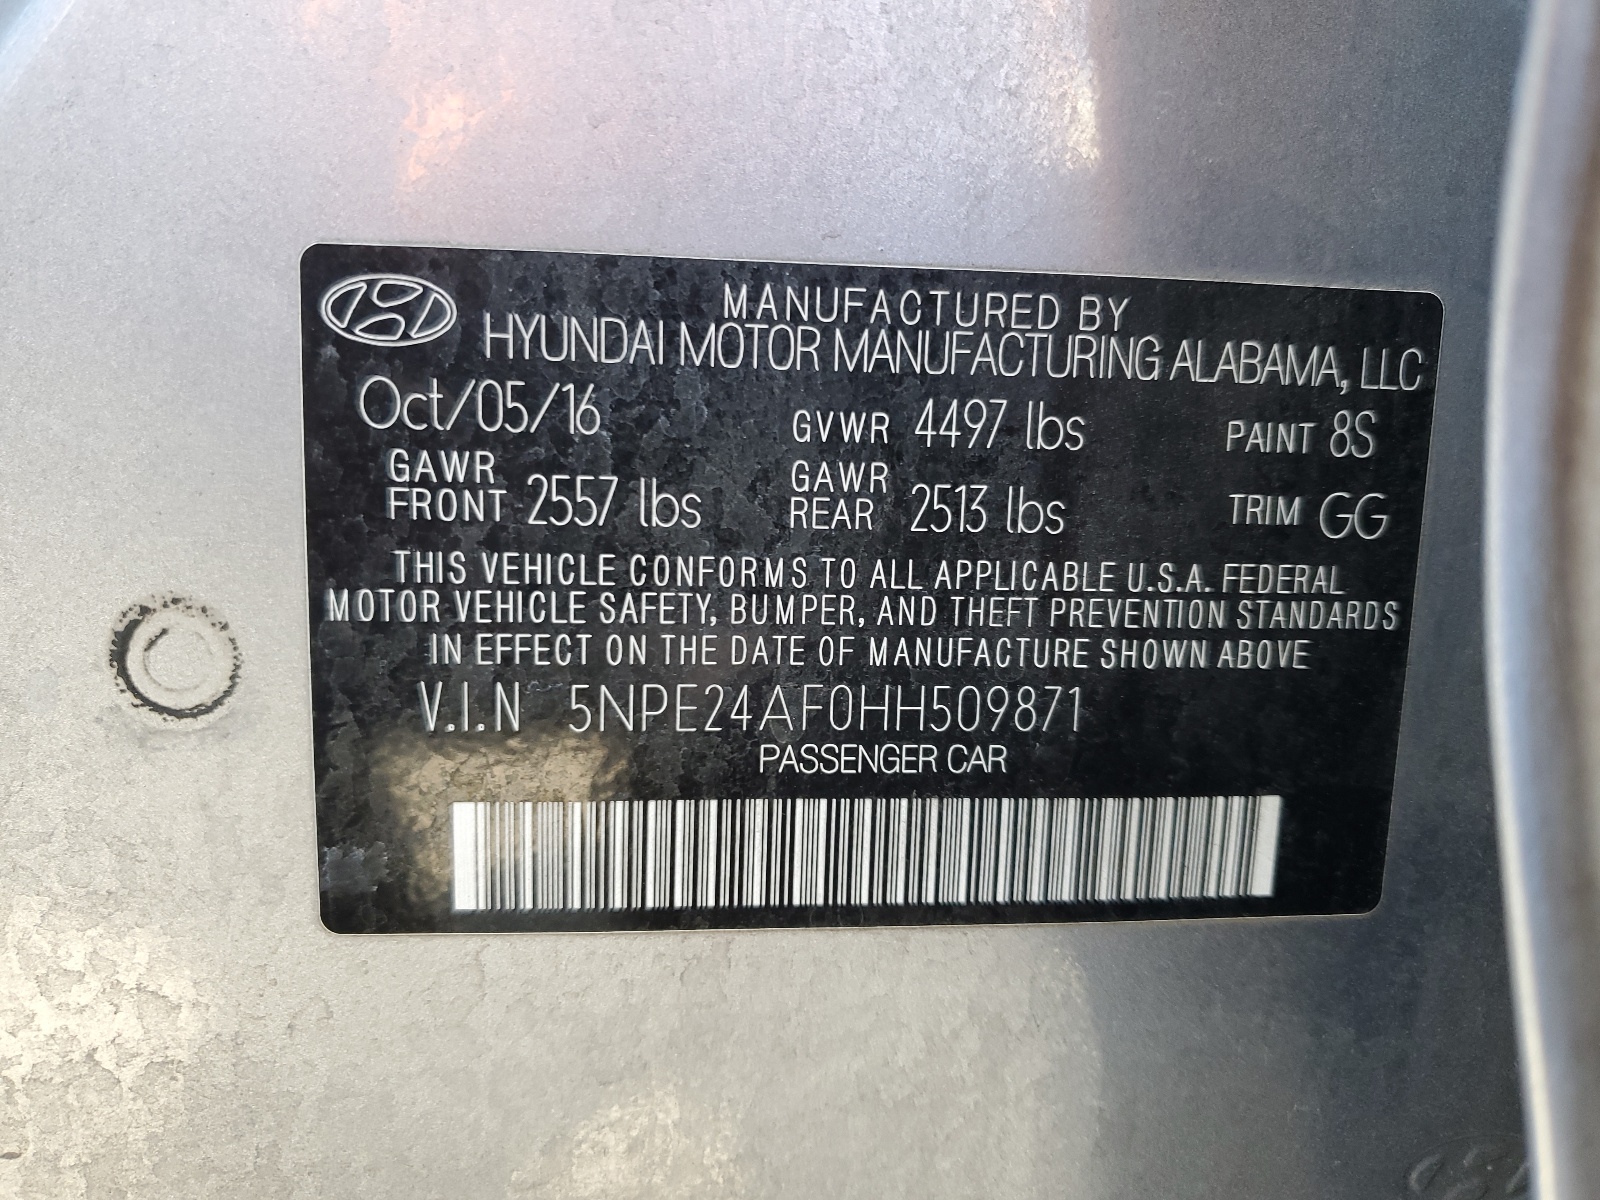 MANUFACTURED BY
HYUNDAI MOTOR MANUFACTURING ALABAMA, LLC
Oct/05/16 GVWR 4497 lbs PAINT 8S
GAWR FRONT 2557 lbs GAWR REAR 2513 lbs TRIM GG
THIS VEHICLE CONFORMS TO ALL APPLICABLE U.S.A. FEDERAL
MOTOR VEHICLE SAFETY, BUMPER, AND THEFT PREVENTION STANDARDS
IN EFFECT ON THE DATE OF MANUFACTURE SHOWN ABOVE
V.I.N 5NPE24AF0HH509871
PASSENGER CAR